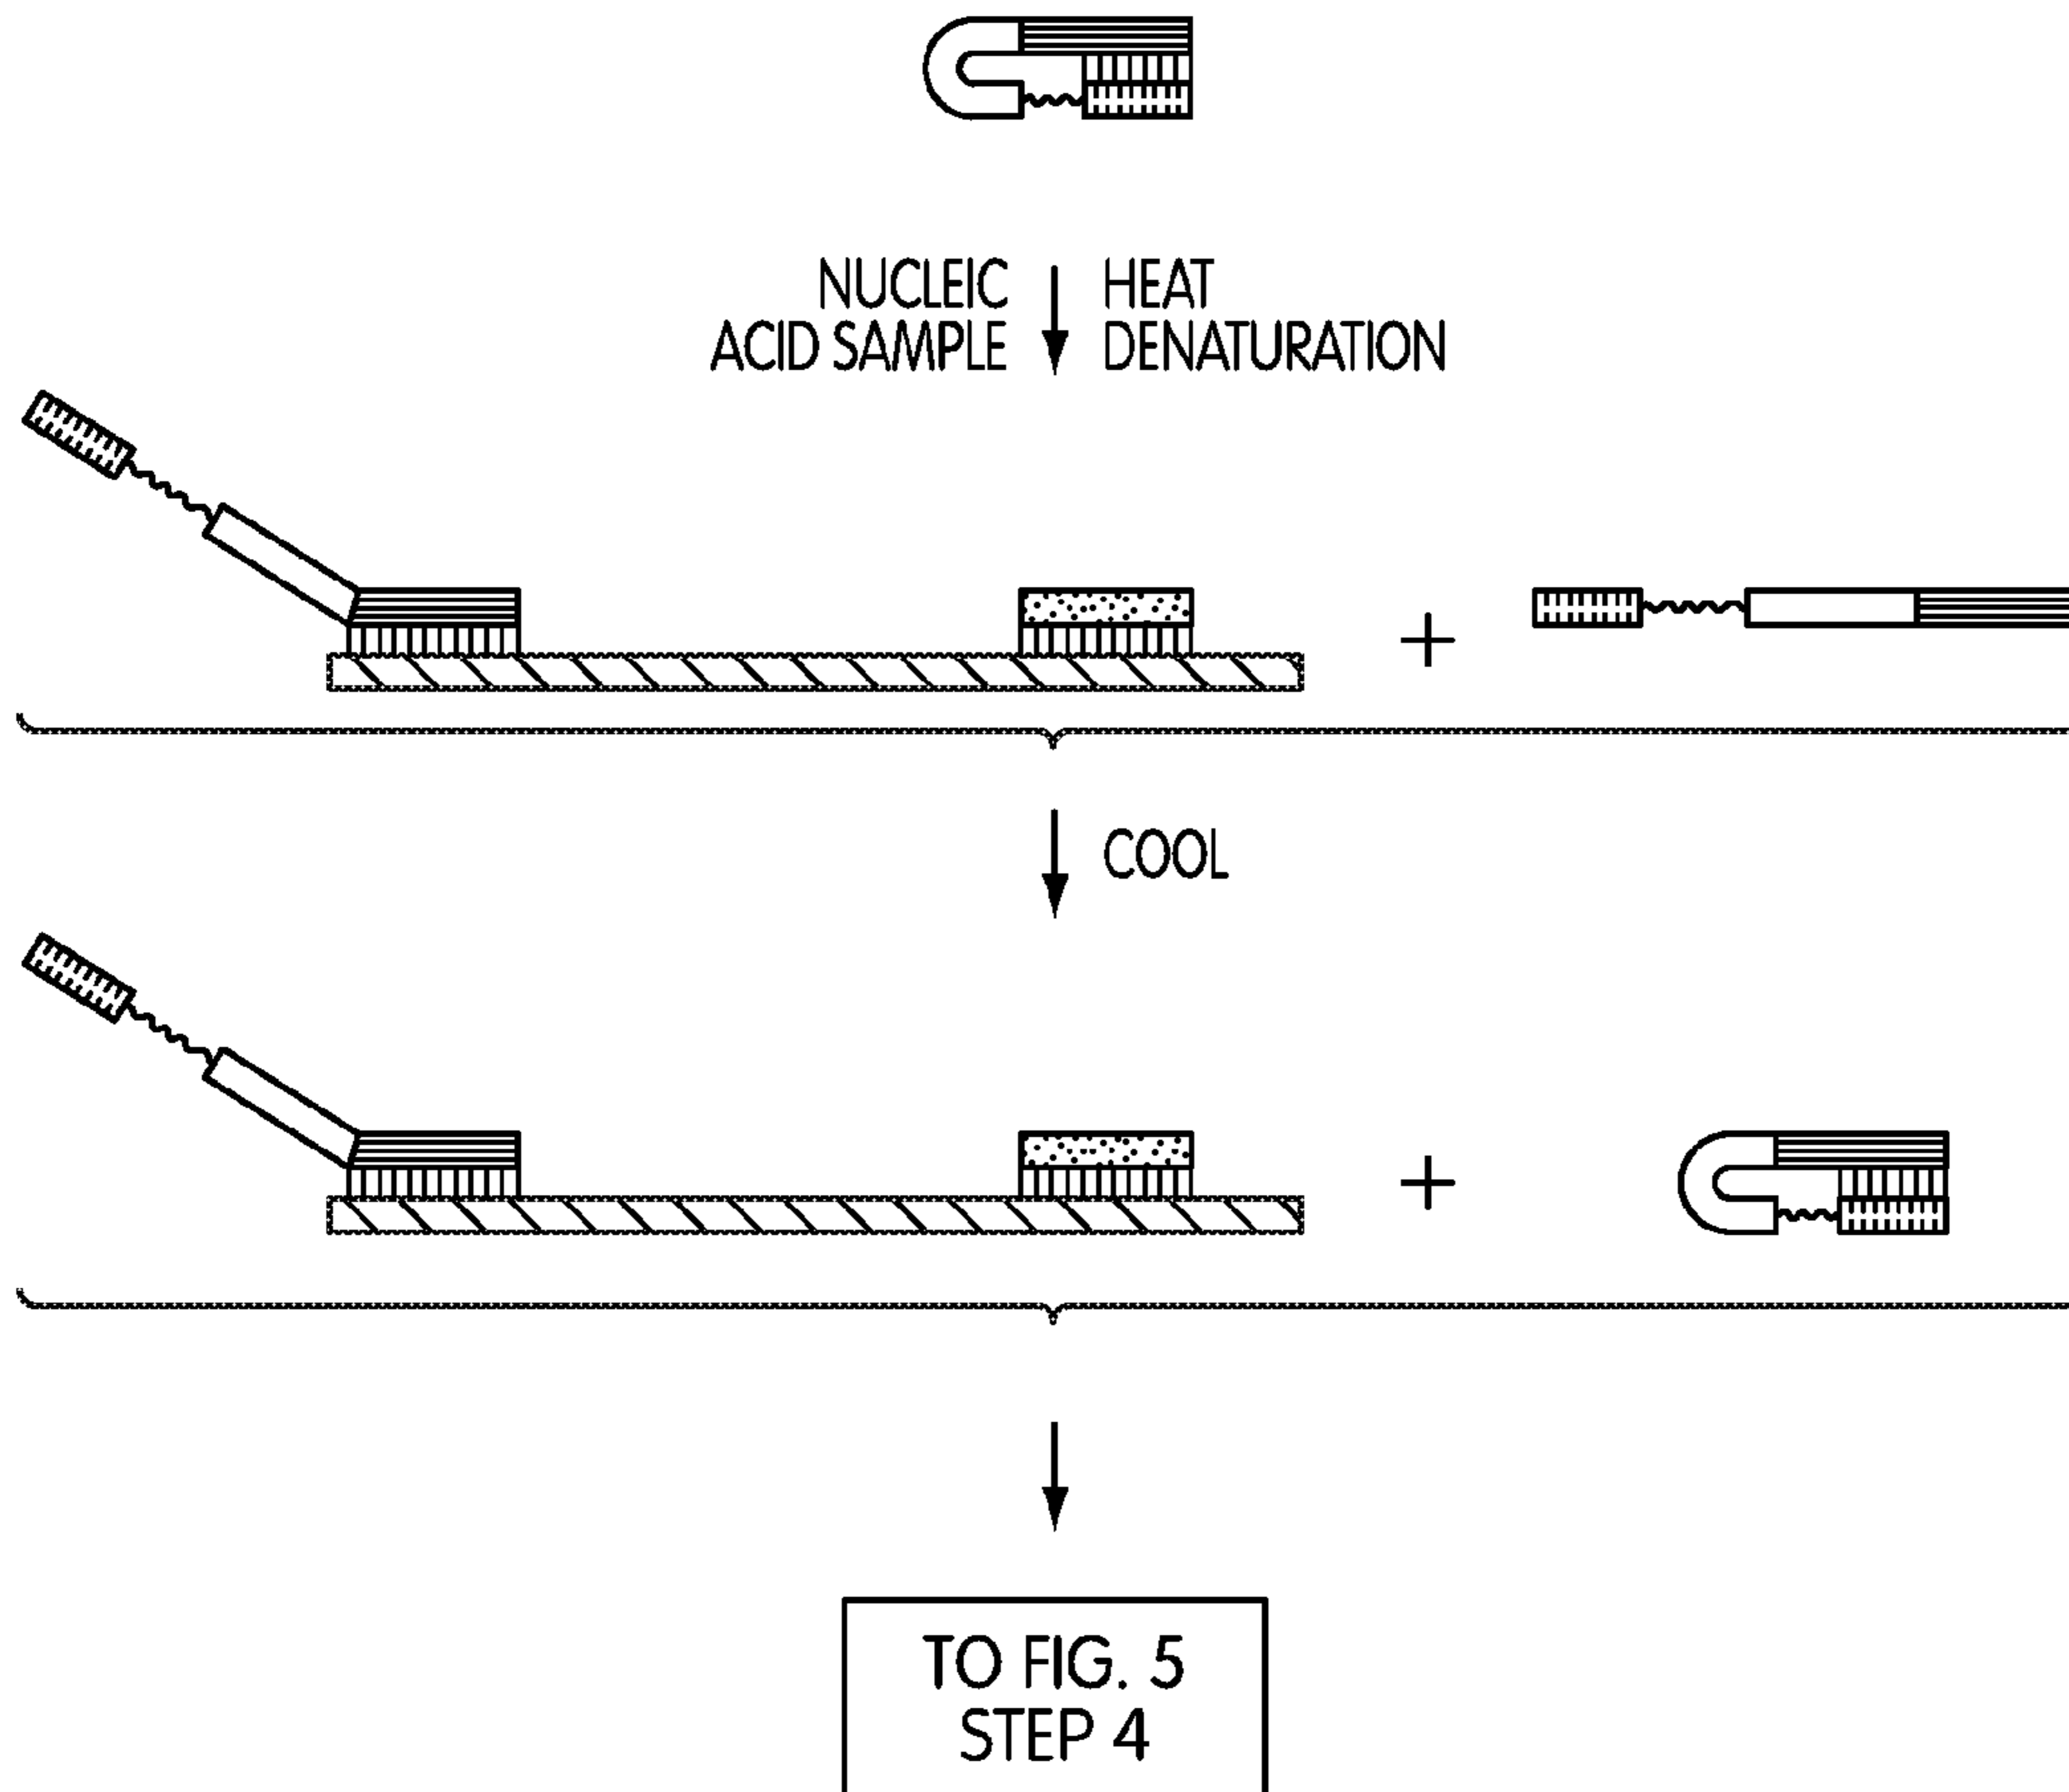 NUCLEIC
ACID SAMPLE
HEAT
DENATURATION
+
COOL
+
TO FIG. 5
STEP 4